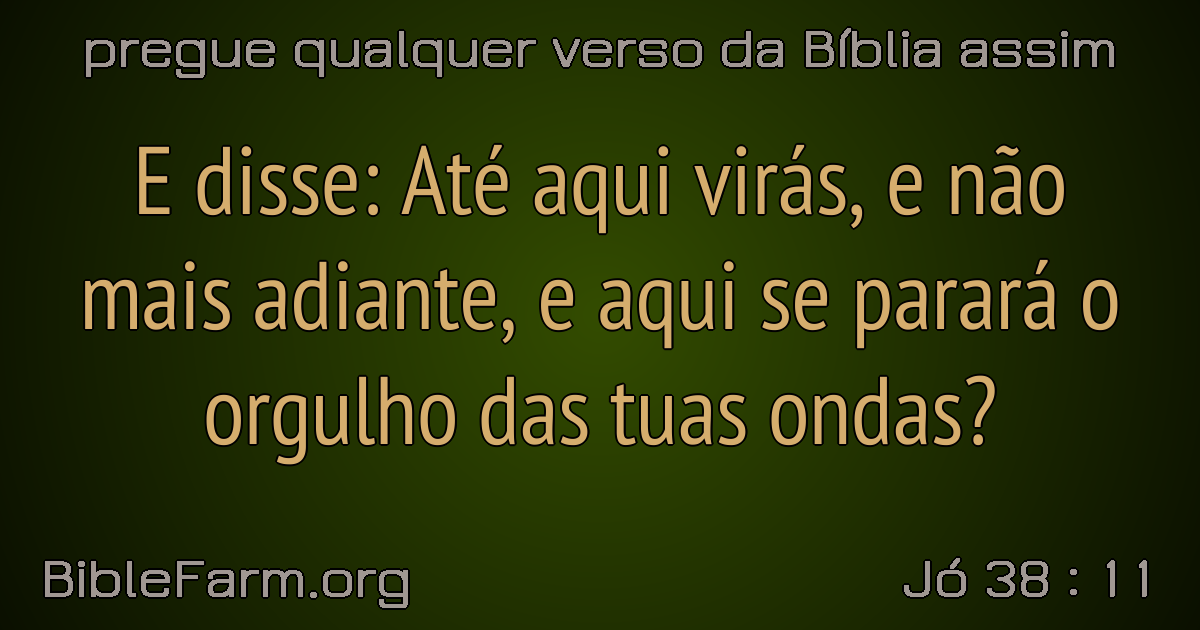 pregue qualquer verso da Bíblia assim
E disse: Até aqui virás, e não
mais adiante, e aqui se parará o
orgulho das tuas ondas?
BibleFarm.org
Jó 38 : 11